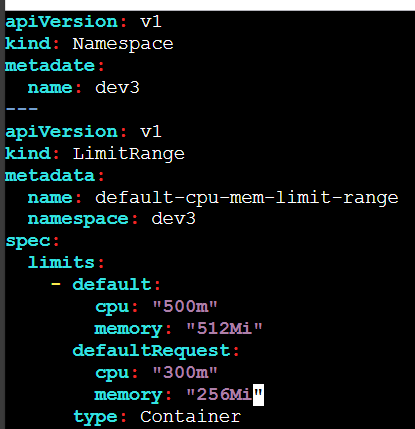 apiVersion: v1
kind: Namespace
metadate:
  name: dev3
---
apiVersion: v1
kind: LimitRange
metadata:
  name: default-cpu-mem-limit-range
  namespace: dev3
spec:
  limits:
    - default:
        cpu: "500m"
        memory: "512Mi"
      defaultRequest:
        cpu: "300m"
        memory: "256Mi"
      type: Container